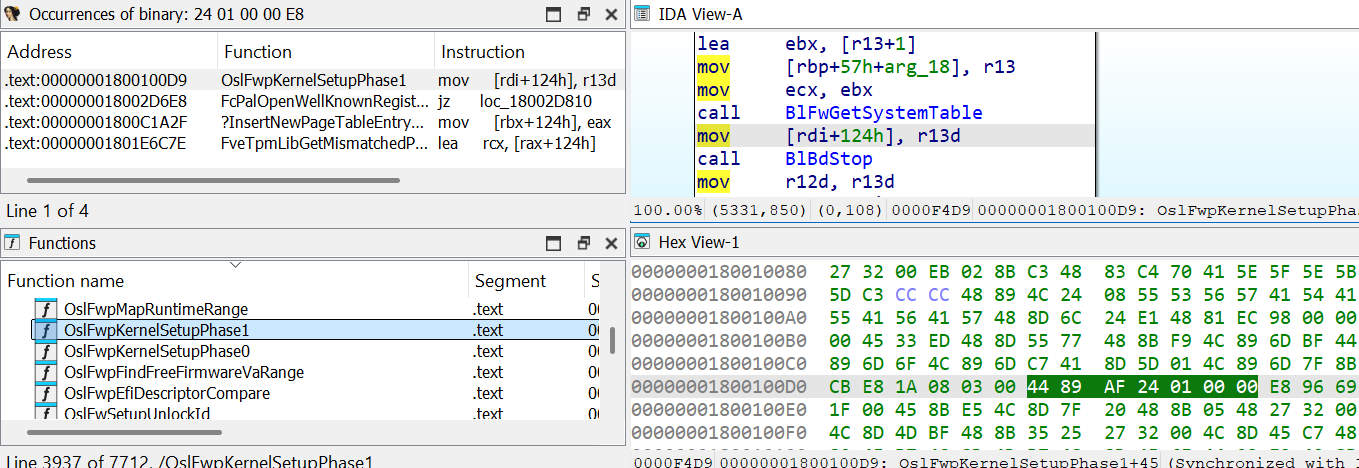 Occurrences of binary: 24 01 00 00 E8
Address Function Instruction
.text:00000001800100D9 OslFwpKernelSetupPhase1 mov [rdi+124h], r13d
.text:000000018002D6E8 FcPalOpenWellKnownRegist... jz loc_18002D810
.text:00000001800C1A2F ?InsertNewPageTableEntry... mov [rbx+124h], eax
.text:00000001801E6C7E FveTpmLibGetMismatchedP... lea rcx, [rax+124h]
Line 1 of 4
Functions
Function name Segment S
OslFwpMapRuntimeRange .text 0(
OslFwpKernelSetupPhase1 .text 0(
OslFwpKernelSetupPhase0 .text 0(
OslFwpFindFreeFirmwareVaRange .text 0(
OslFwpEfiDescriptorCompare .text 0(
OslFwSetupUnlockId .text 0(
Line 3937 of 7712, /OslFwpKernelSetupPhase1
IDA View-A
lea ebx, [r13+1]
mov [rbp+57h+arg_18], r13
mov ecx, ebx
call BlFwGetSystemTable
mov [rdi+124h], r13d
call BlBdStop
mov r12d, r13d
100.00% (5331,850) (0,108) 0000F4D9 00000001800100D9: OslFwpKernelSetupPha
Hex View-1
0000000180010080 27 32 00 EB 02 8B C3 48 83 C4 70 41 5E 5F 5E 5B
0000000180010090 5D C3 CC CC 48 89 4C 24 08 55 53 56 57 41 54 41
00000001800100A0 55 41 56 41 57 48 8D 6C 24 E1 48 81 EC 98 00 00
00000001800100B0 00 45 33 ED 48 8D 55 77 48 8B F9 4C 89 6D BF 44
00000001800100C0 89 6D 6F 4C 89 6D C7 41 8D 5D 01 4C 89 6D 7F 8B
00000001800100D0 CB E8 1A 08 03 00 44 89 AF 24 01 00 00 E8 96 69
00000001800100E0 1F 00 45 8B E5 4C 8D 7F 20 48 8B 05 48 27 32 00
00000001800100F0 4C 8D 4D BF 48 8B 35 25 27 32 00 4C 8D 45 C7 48
0000F4D9 00000001800100D9: OslFwpKernelSetupPhase1+45 (Synchronized with